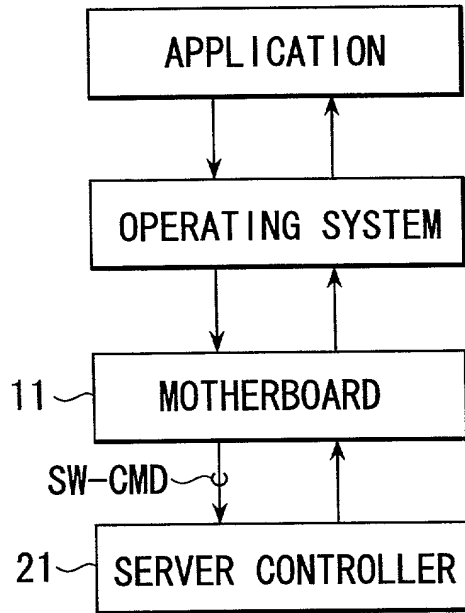 APPLICATION
OPERATING SYSTEM
11
MOTHERBOARD
SW-CMD
21
SERVER CONTROLLER